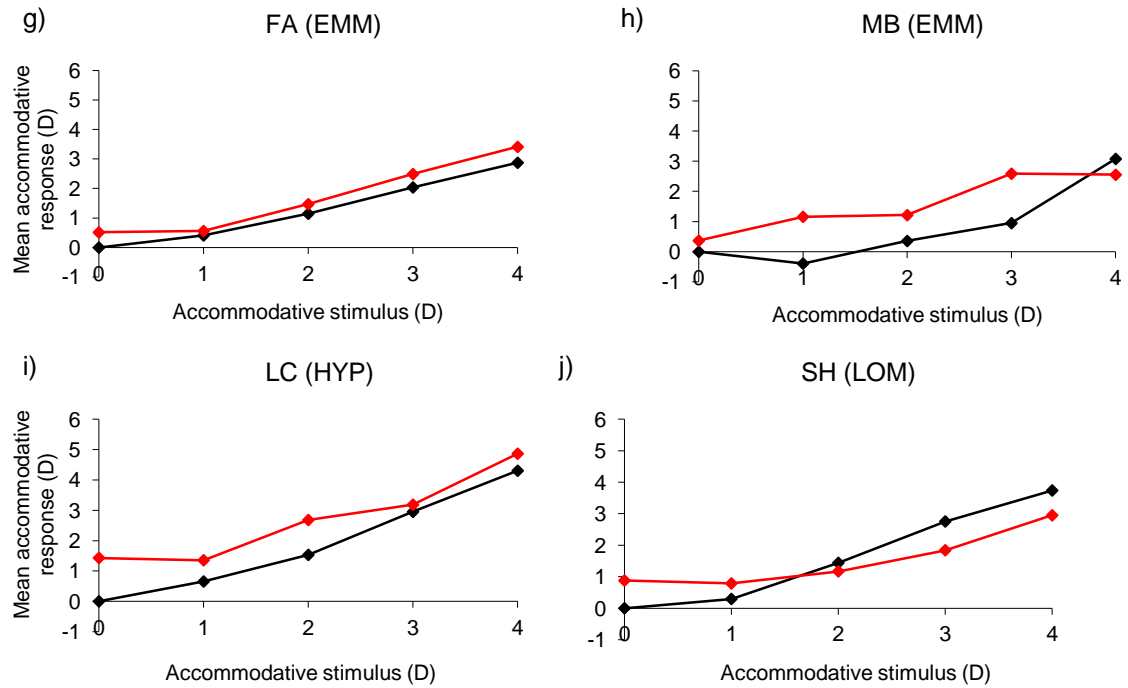 g)
FA (EMM)
Mean accommodative
response (D)
6
5
4
3
2
1
0
-1
0 1 2 3 4
Accommodative stimulus (D)
h)
MB (EMM)
6
5
4
3
2
1
0
-1
0 1 2 3 4
Accommodative stimulus (D)
i)
LC (HYP)
Mean accommodative
response (D)
6
5
4
3
2
1
0
-1
0 1 2 3 4
Accommodative stimulus (D)
j)
SH (LOM)
6
5
4
3
2
1
0
-1
0 1 2 3 4
Accommodative stimulus (D)